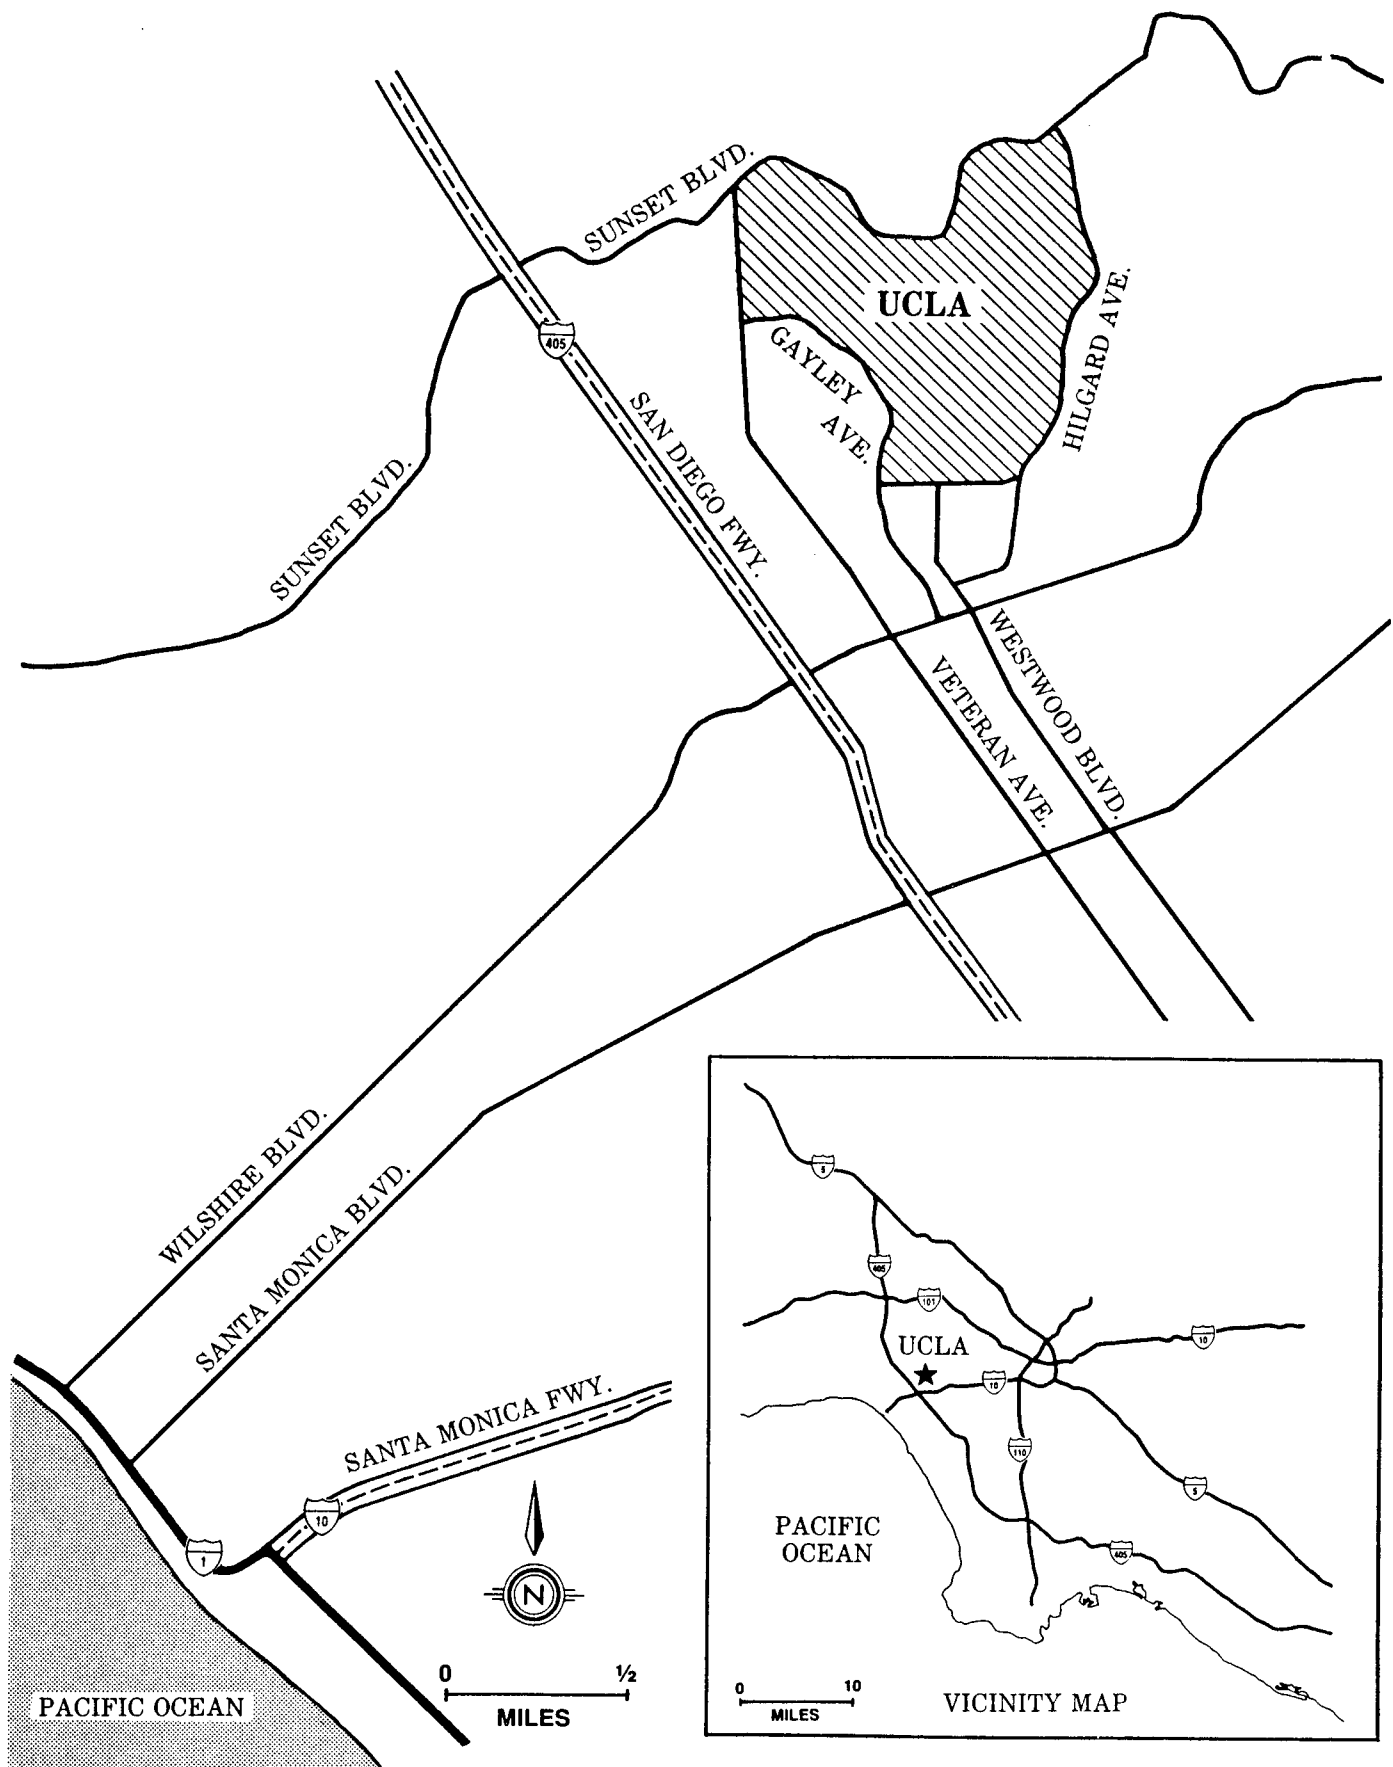 SUNSET BLVD.
UCLA
HILGARD AVE.
405
GAYLEY
AVE.
SAN DIEGO FWY.
SUNSET BLVD.
WESTWOOD BLVD.
VETERAN AVE.
WILSHIRE BLVD.
SANTA MONICA BLVD.
SANTA MONICA FWY.
10
1
N
0 ½
MILES
PACIFIC OCEAN
5
405
101
UCLA
10
10
110
5
PACIFIC
OCEAN
405
0 10
MILES
VICINITY MAP